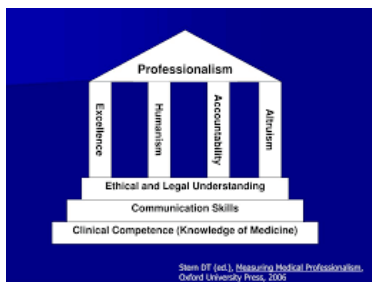 Professionalism
Excellence
Humanism
Accountability
Altruism
Ethical and Legal Understanding
Communication Skills
Clinical Competence (Knowledge of Medicine)
Stern DT (ed.), Measuring Medical Professionalism,
Oxford University Press, 2006